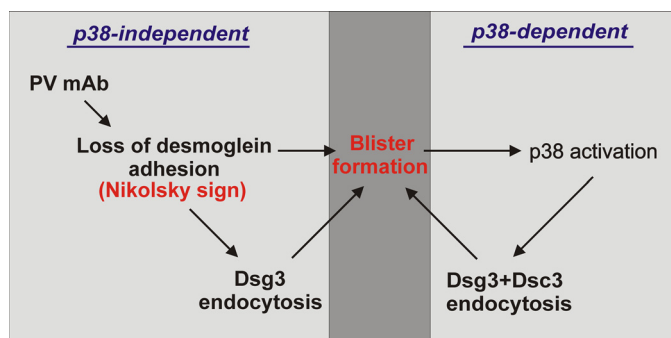 p38-independent
p38-dependent
PV mAb
Loss of desmoglein
adhesion
(Nikolsky sign)
Blister
formation
p38 activation
Dsg3
endocytosis
Dsg3+Dsc3
endocytosis